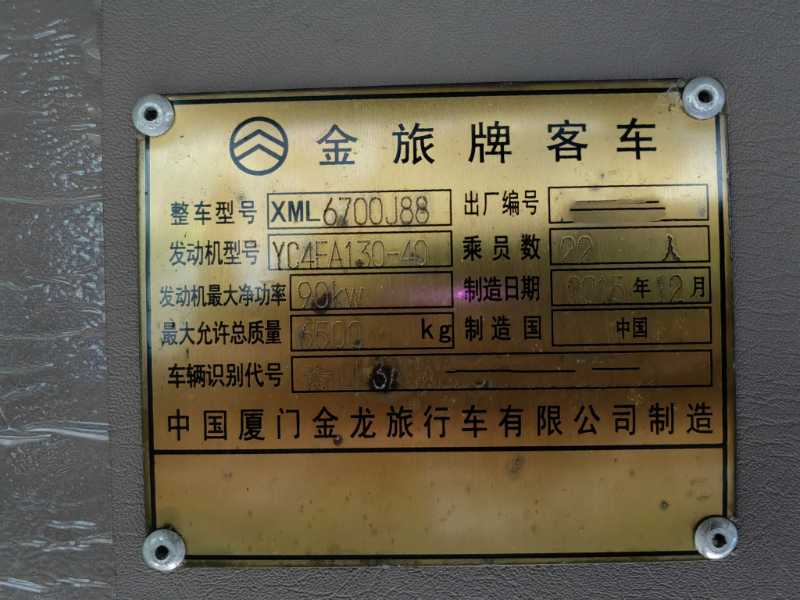 金旅牌客车
整车型号 XML6700J88 出厂编号
发动机型号 YC4FA130-40 乘员数 22 人
发动机最大净功率 90kw 制造日期 年 12月
最大允许总质量 6500 kg 制造国 中国
车辆识别代号
中国厦门金龙旅行车有限公司制造